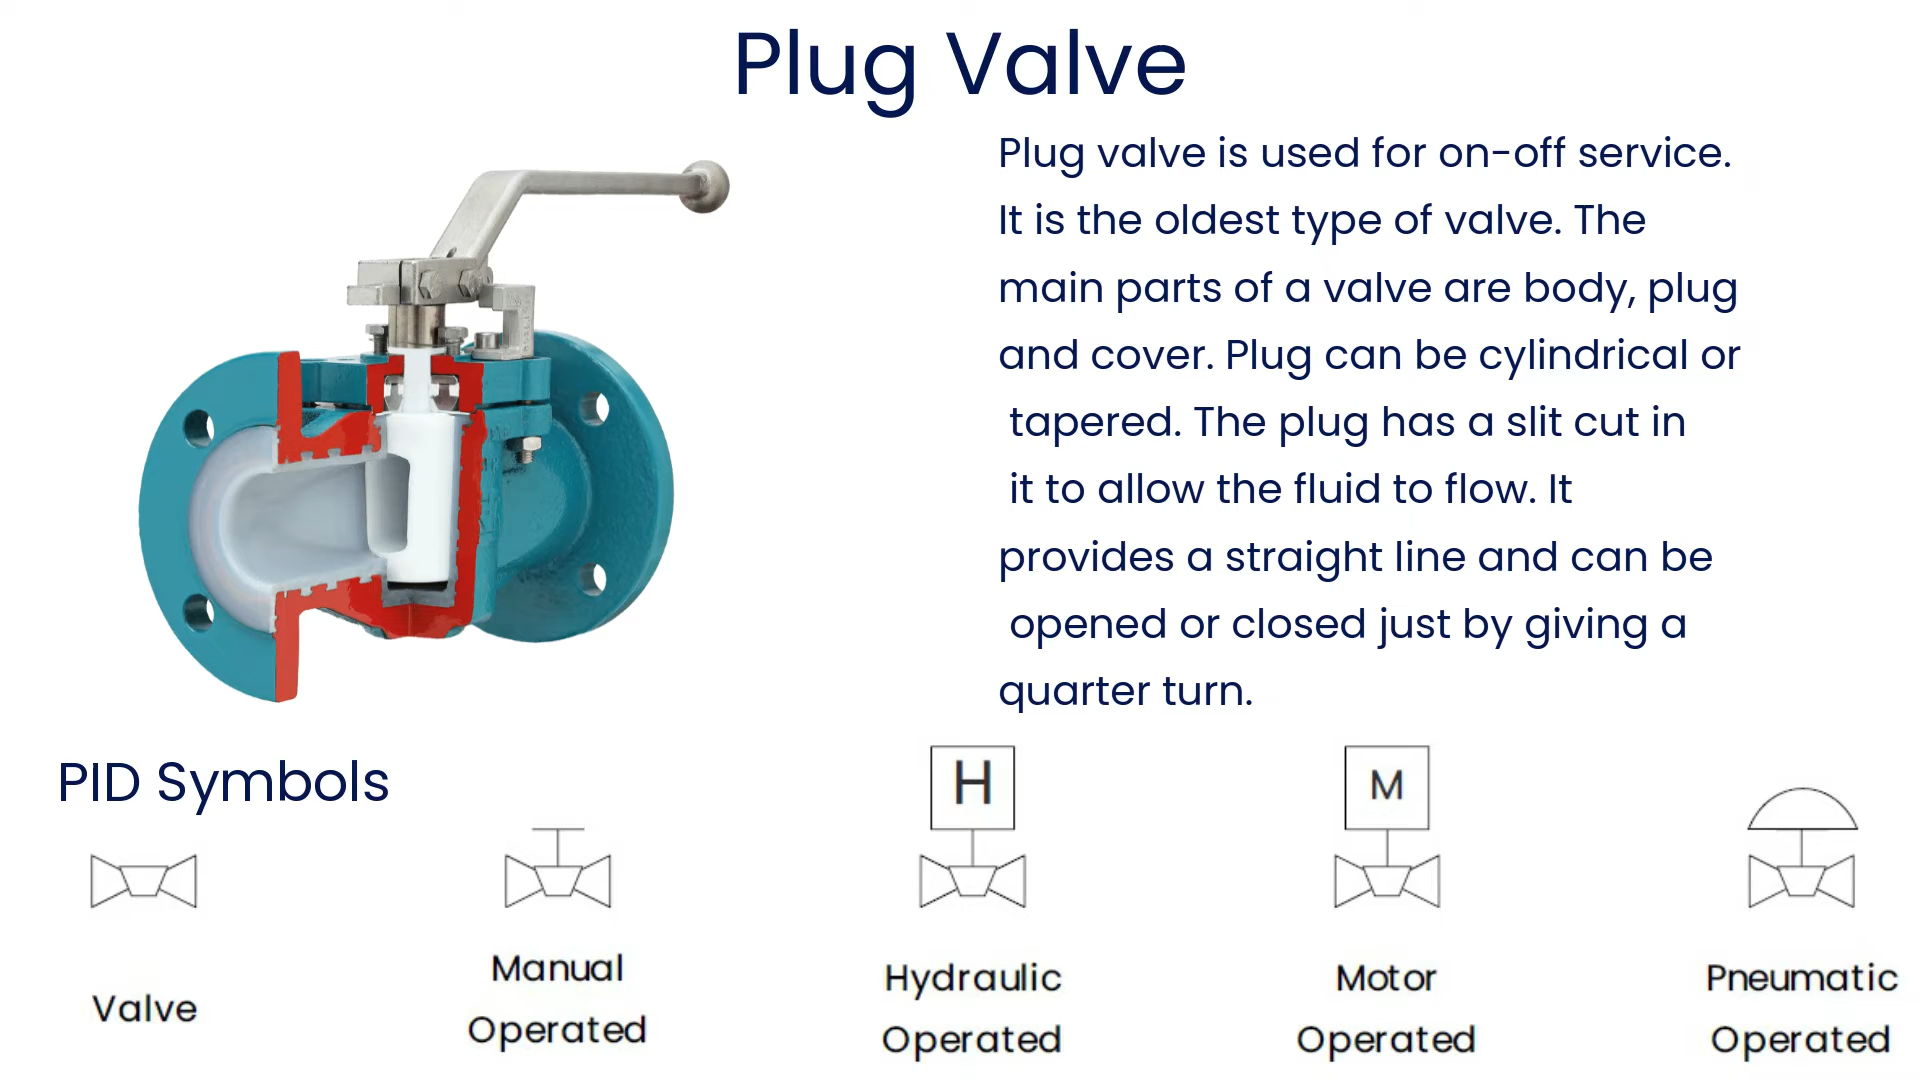 Plug Valve
Plug valve is used for on-off service.
It is the oldest type of valve. The
main parts of a valve are body, plug
and cover. Plug can be cylindrical or
tapered. The plug has a slit cut in
it to allow the fluid to flow. It
provides a straight line and can be
opened or closed just by giving a
quarter turn.
PID Symbols
H
M
Valve
Manual
Operated
Hydraulic
Operated
Motor
Operated
Pneumatic
Operated